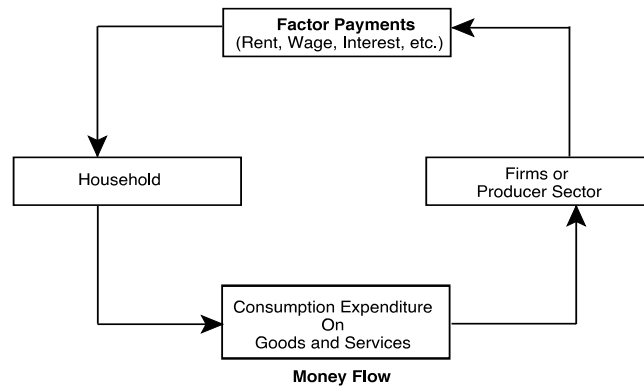 Factor Payments
(Rent, Wage, Interest, etc.)
Household
Firms or
Producer Sector
Consumption Expenditure
On
Goods and Services
Money Flow